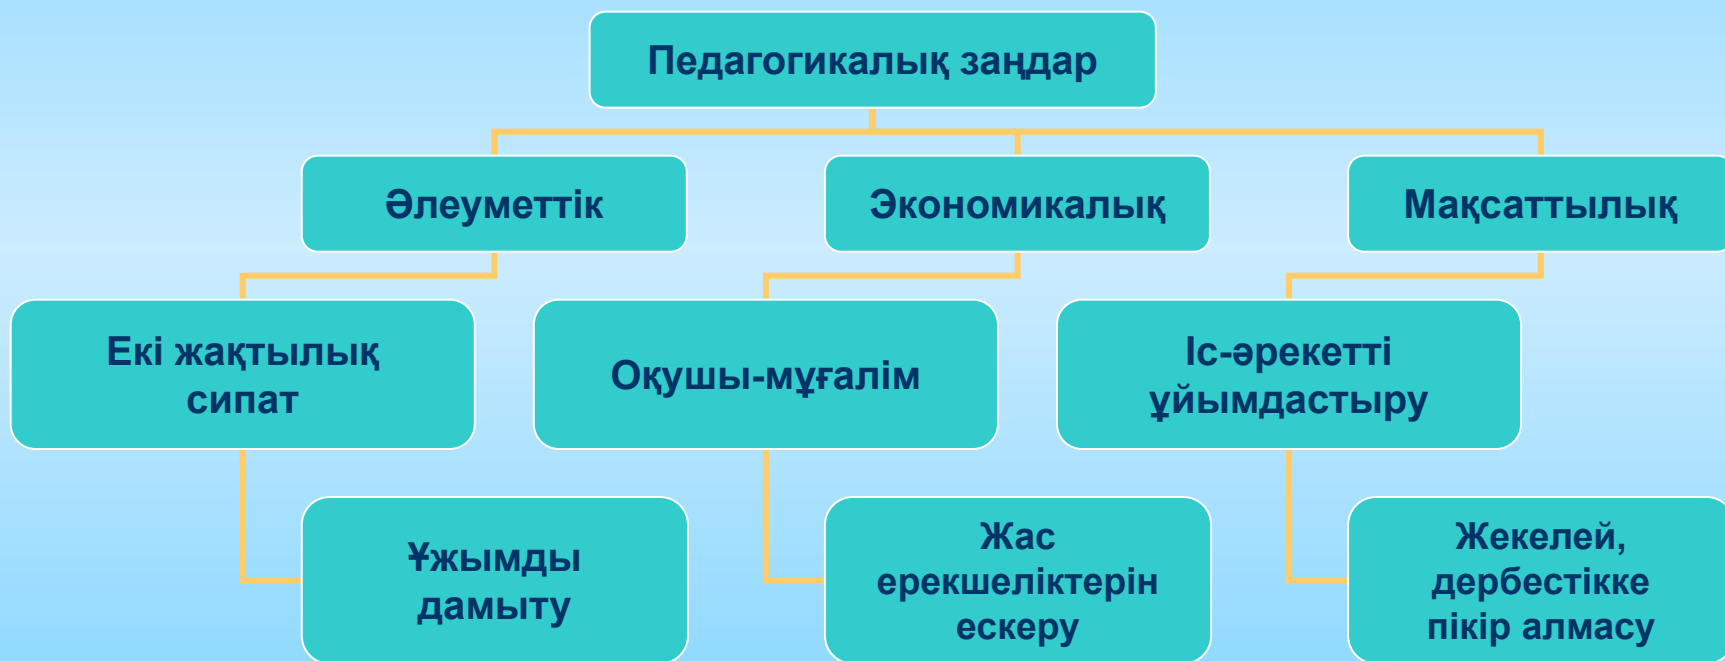 Педагогикалық заңдар
Әлеуметтік
Экономикалық
Мақсаттылық
Екі жақтылық
сипат
Оқушы-мұғалім
Іс-әрекетті
ұйымдастыру
Ұжымды
дамыту
Жас
ерекшеліктерін
ескеру
Жекелей,
дербестікке
пікір алмасу